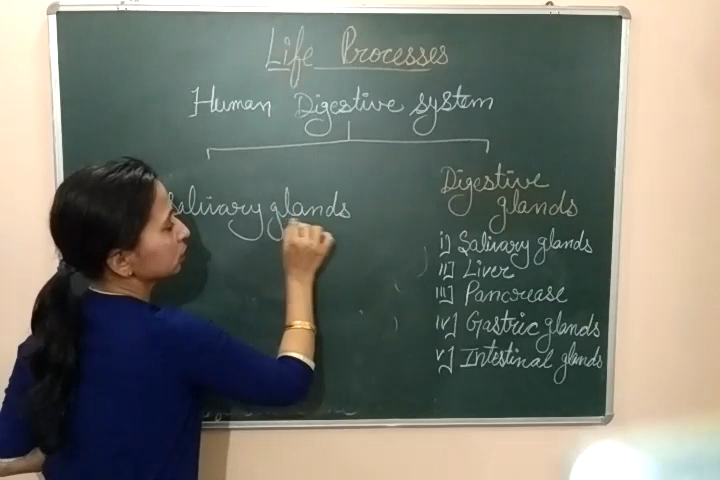 Life Processes
Human Digestive system
Salivary glands
Digestive
glands
i] Salivary glands
ii] Liver
iii] Pancrease
iv] Gastric glands
v] Intestinal glands